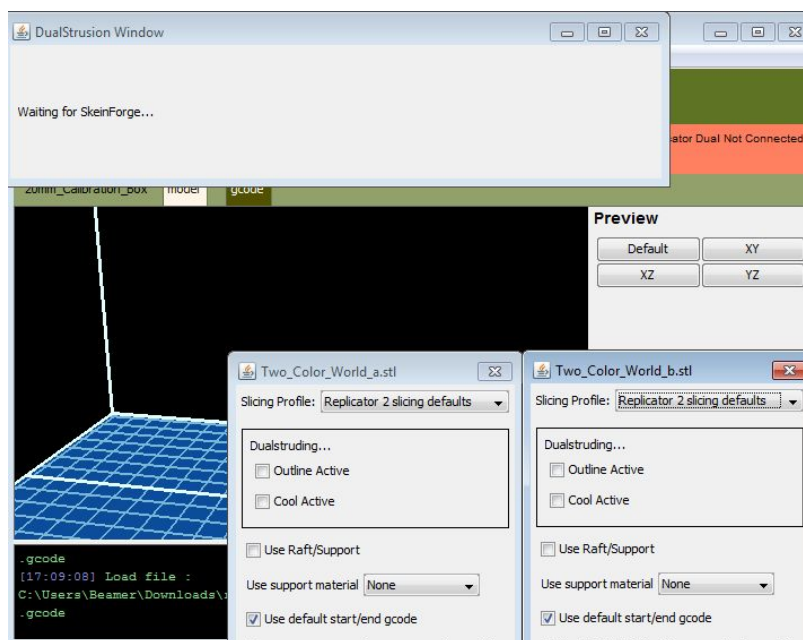 DualStrusion Window
Waiting for SkeinForge...
Dual Not Connected
20mm_Calibration_Box model gcode
Preview
Default XY
XZ YZ
Two_Color_World_a.stl
Slicing Profile: Replicator 2 slicing defaults
Dualstruding...
Outline Active
Cool Active
Use Raft/Support
Use support material None
Use default start/end gcode
Two_Color_World_b.stl
Slicing Profile: Replicator 2 slicing defaults
Dualstruding...
Outline Active
Cool Active
Use Raft/Support
Use support material None
Use default start/end gcode
.gcode
[17:09:08] Load file :
C:\Users\Beamer\Downloads\
.gcode